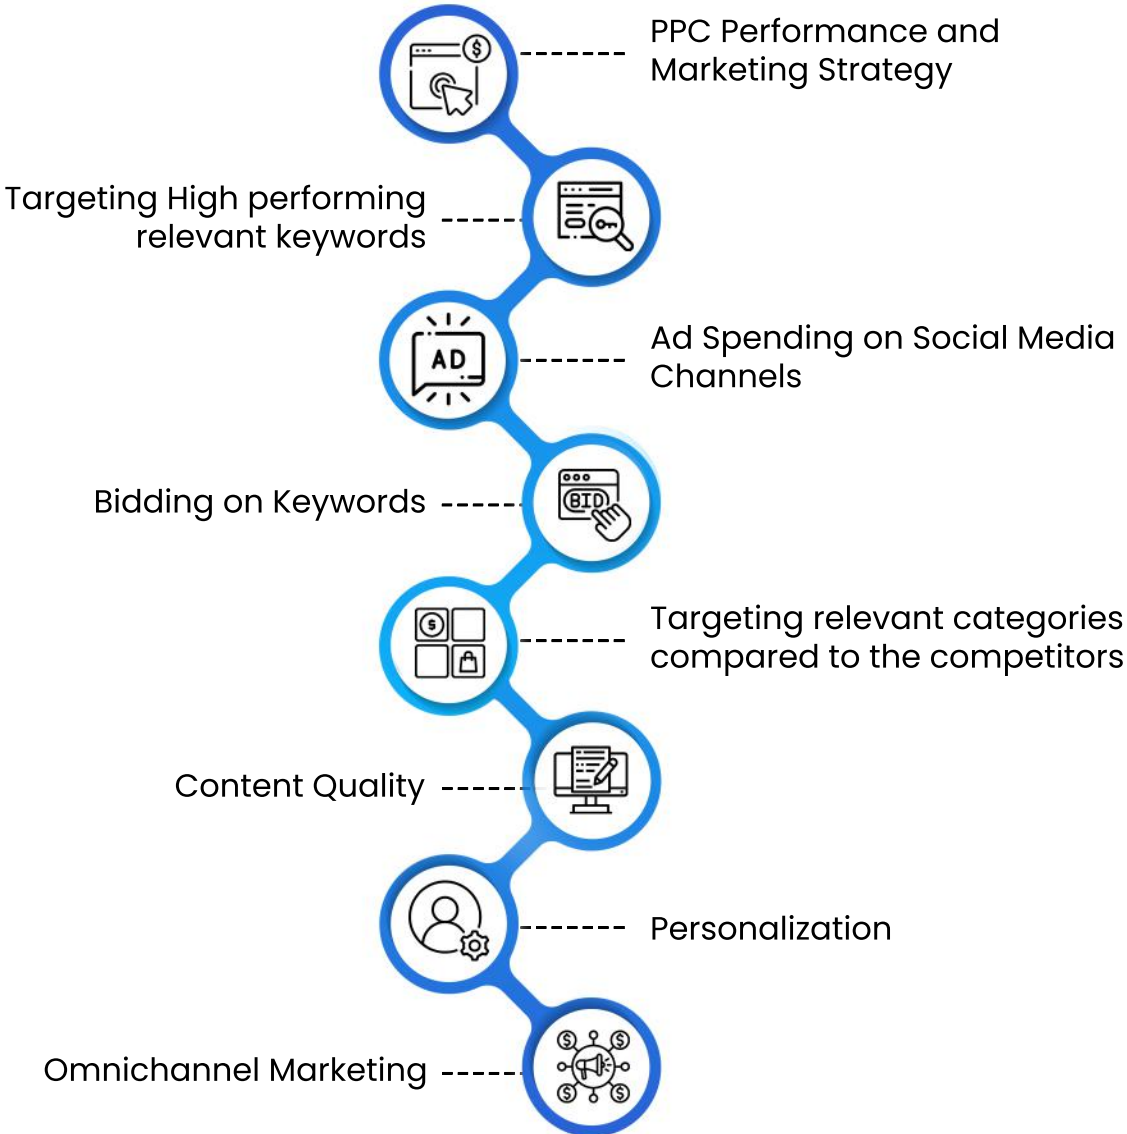 PPC Performance and
Marketing Strategy
Targeting High performing
relevant keywords
AD
Ad Spending on Social Media
Channels
Bidding on Keywords
BID
$
Targeting relevant categories
compared to the competitors
Content Quality
Personalization
Omnichannel Marketing